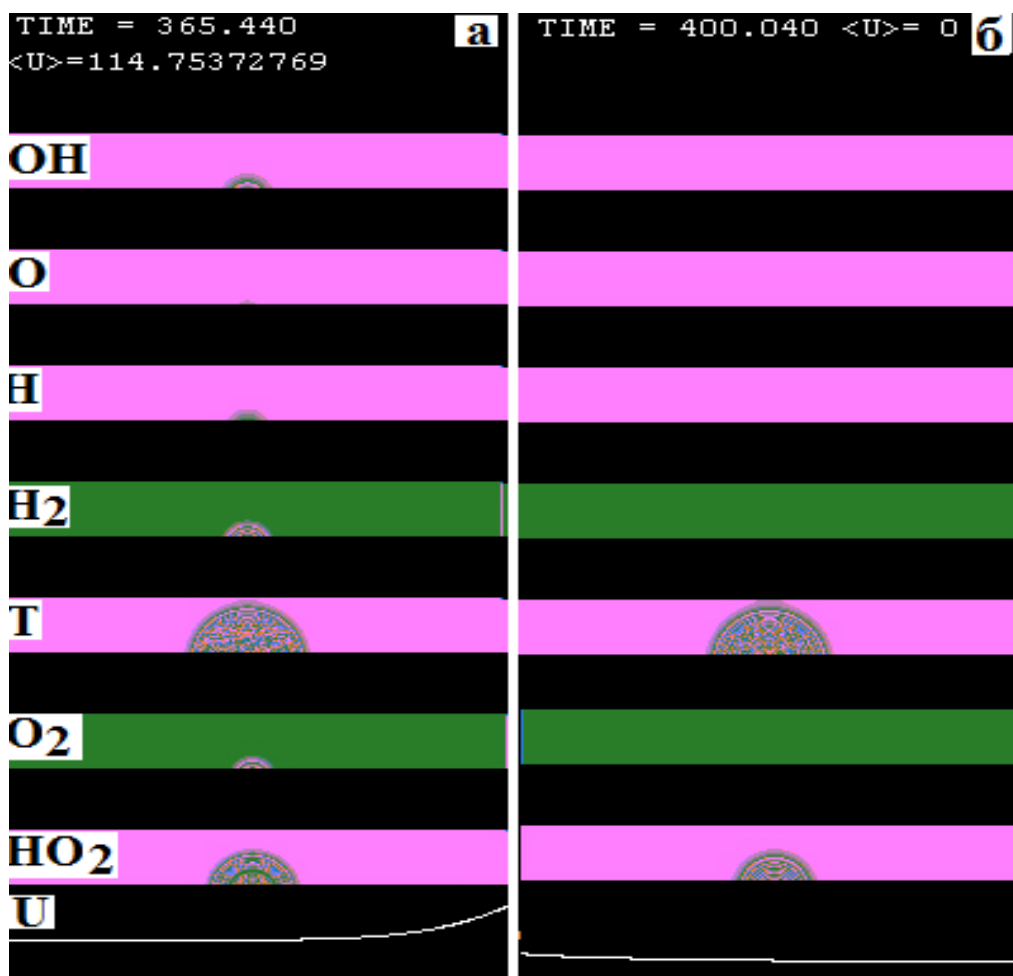 TIME = 365.440
<U>=114.75372769
а
TIME = 400.040 <U>= 0
б
OH
O
H
H2
T
O2
HO2
U